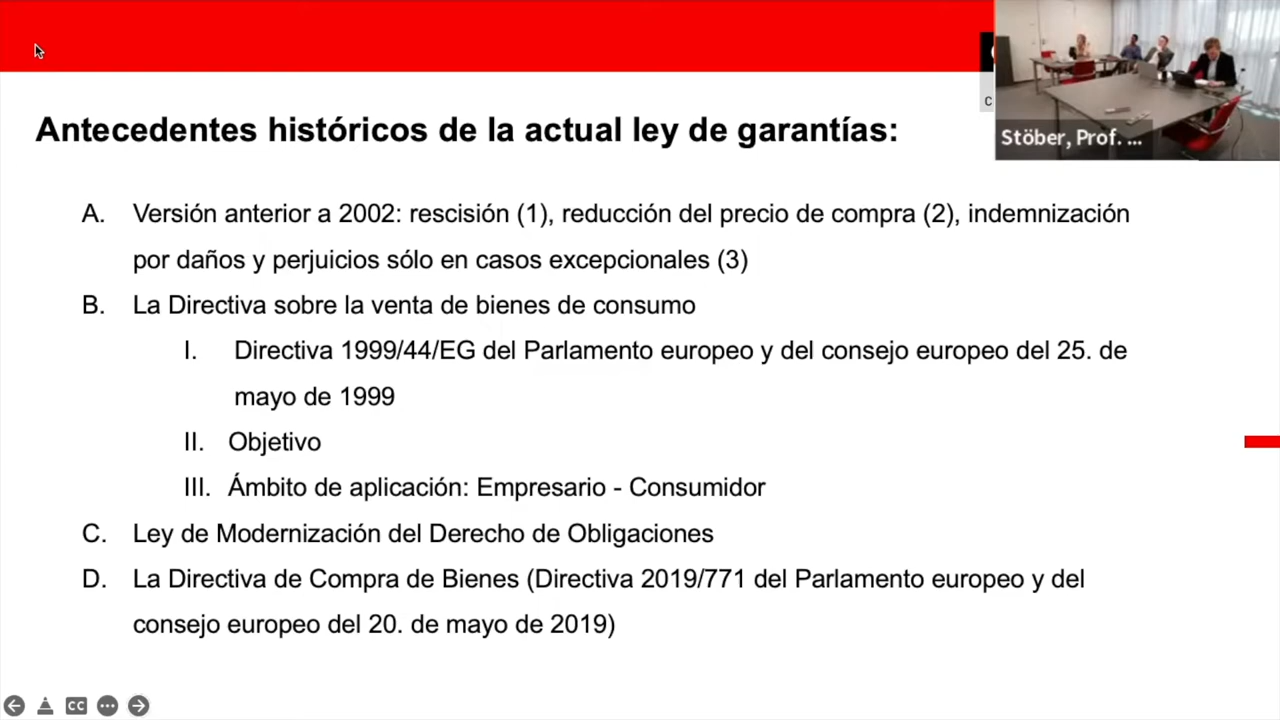 Antecedentes históricos de la actual ley de garantías:
Stöber, Prof. ...
A. Versión anterior a 2002: rescisión (1), reducción del precio de compra (2), indemnización
por daños y perjuicios sólo en casos excepcionales (3)
B. La Directiva sobre la venta de bienes de consumo
I. Directiva 1999/44/EG del Parlamento europeo y del consejo europeo del 25. de
mayo de 1999
II. Objetivo
III. Ámbito de aplicación: Empresario - Consumidor
C. Ley de Modernización del Derecho de Obligaciones
D. La Directiva de Compra de Bienes (Directiva 2019/771 del Parlamento europeo y del
consejo europeo del 20. de mayo de 2019)
CC